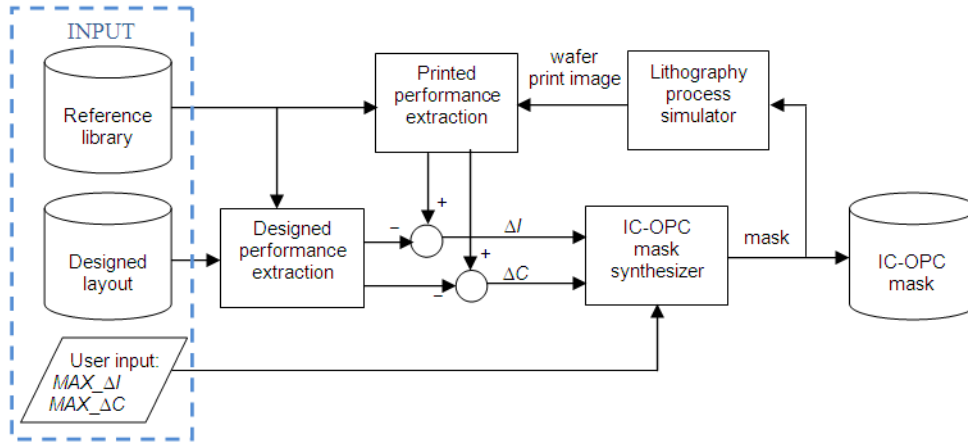 INPUT
Reference
library
Designed
layout
User input:
MAX_ΔI
MAX_ΔC
Printed
performance
extraction
wafer
print image
Lithography
process
simulator
Designed
performance
extraction
+
−
ΔI
+
−
ΔC
IC-OPC
mask
synthesizer
mask
IC-OPC
mask